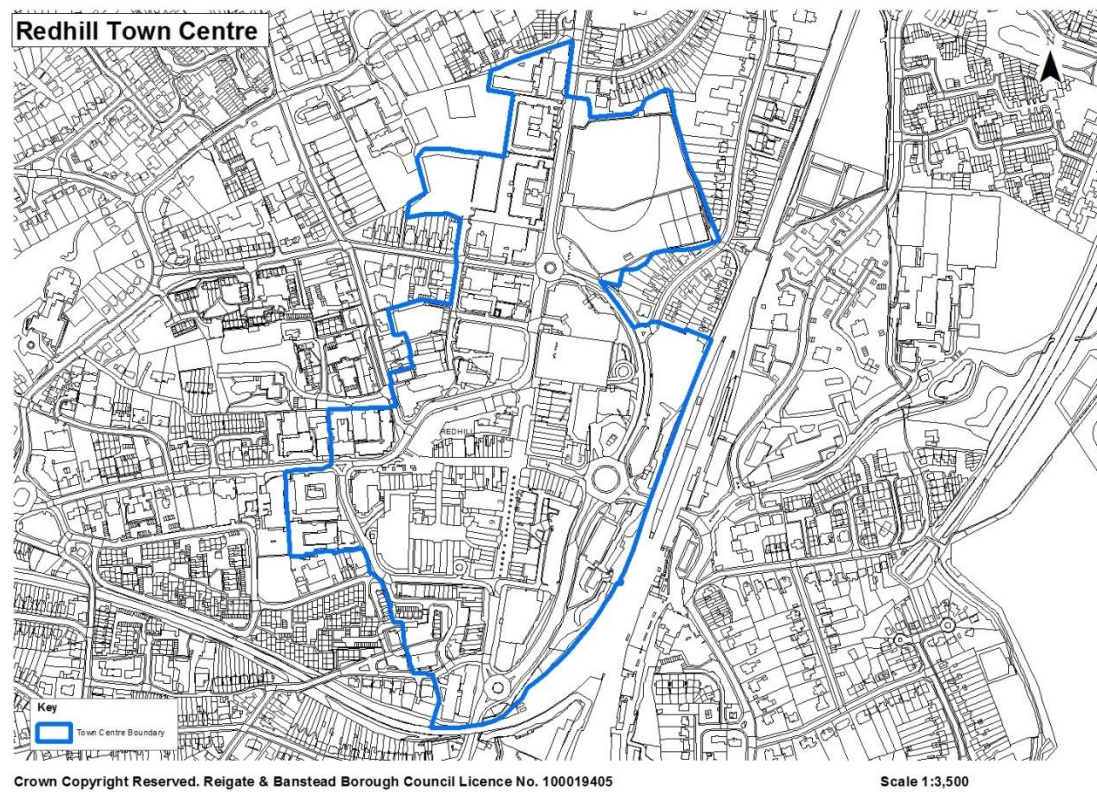 Redhill Town Centre
N
REDHILL
Key
Town Centre Boundary
Crown Copyright Reserved. Reigate & Banstead Borough Council Licence No. 100019405
Scale 1:3,500